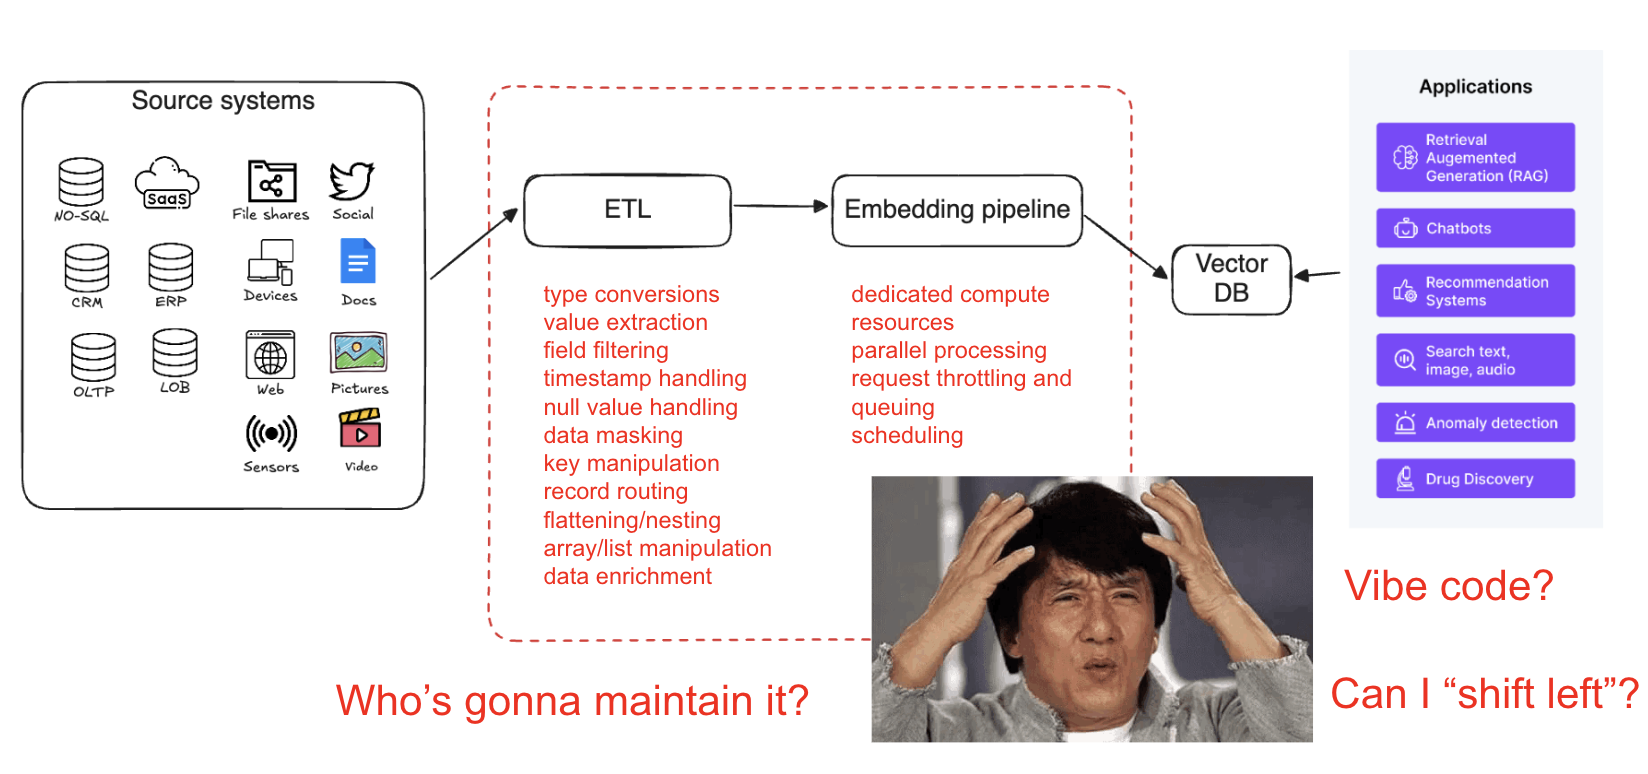 Source systems
NO-SQL
SaaS
File shares
Social
CRM
ERP
Devices
Docs
OLTP
LOB
Web
Pictures
Sensors
Video
ETL
type conversions
value extraction
field filtering
timestamp handling
null value handling
data masking
key manipulation
record routing
flattening/nesting
array/list manipulation
data enrichment
Embedding pipeline
dedicated compute
resources
parallel processing
request throttling and
queuing
scheduling
Vector
DB
Applications
Retrieval
Augemented
Generation (RAG)
Chatbots
Recommendation
Systems
Search text,
image, audio
Anomaly detection
Drug Discovery
Vibe code?
Who’s gonna maintain it?
Can I “shift left”?